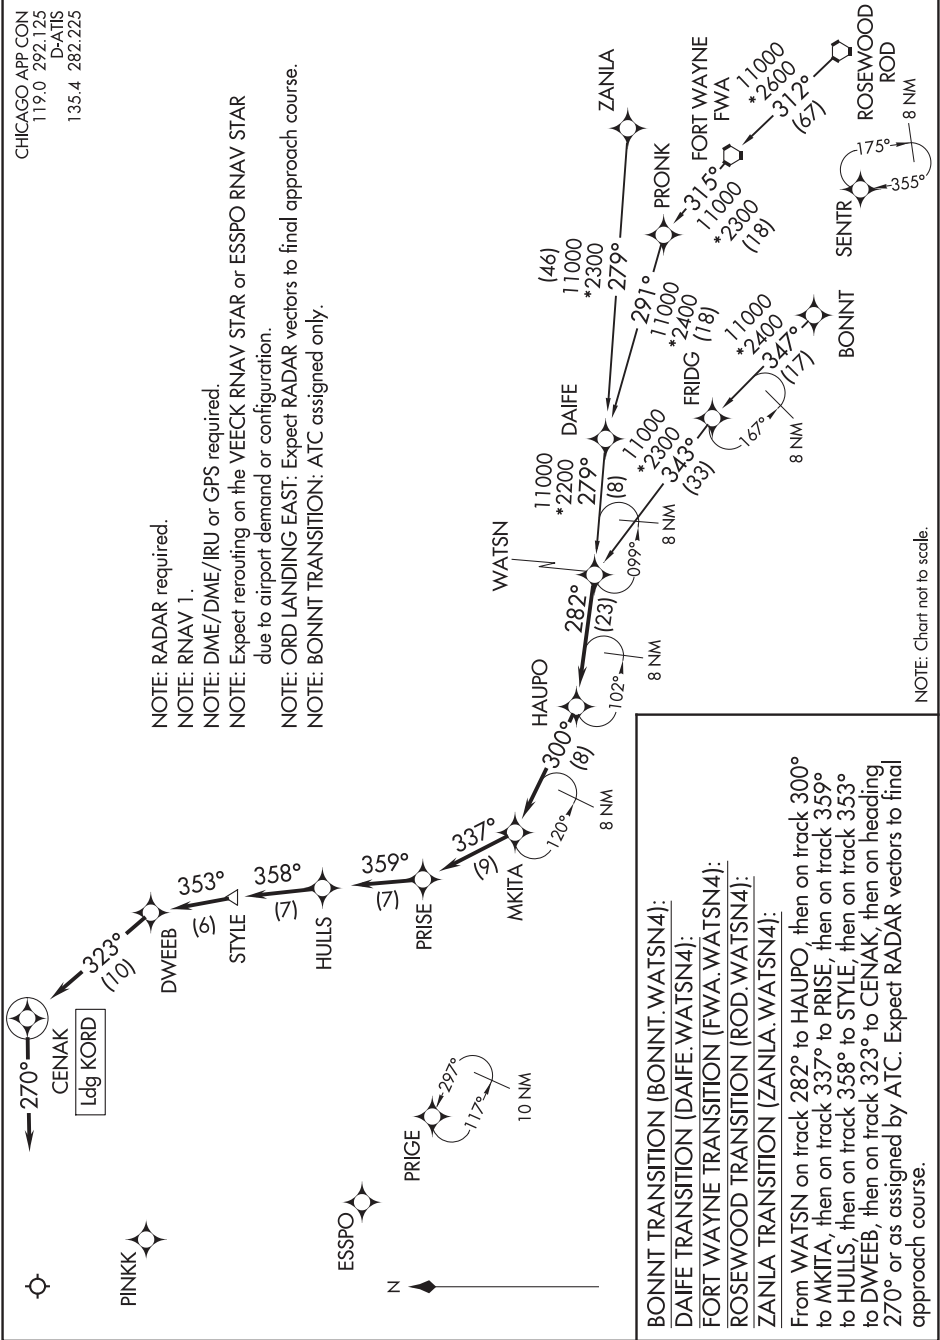 CHICAGO APP CON
119.0 292.125
D-ATIS
135.4 282.225
NOTE: RADAR required.
NOTE: RNAV 1.
NOTE: DME/DME/IRU or GPS required.
NOTE: Expect rerouting on the VEECK RNAV STAR or ESSPO RNAV STAR
due to airport demand or configuration.
NOTE: ORD LANDING EAST: Expect RADAR vectors to final approach course.
NOTE: BONNT TRANSITION: ATC assigned only.
270°
CENAK
Ldg KORD
323°
(10)
DWEEB
353°
(6)
STYLE
358°
(7)
HULLS
359°
(7)
PRISE
337°
(9)
MKITA
120°
8 NM
300°
(8)
HAUPO
102°
8 NM
282°
(23)
WATSN
099°
8 NM
11000
*2200
279°
(8)
DAIFE
(46)
11000
*2300
279°
ZANLA
291°
11000
*2400
(18)
PRONK
315°
11000
*2300
(18)
FORT WAYNE
FWA
11000
*2600
312°
(67)
ROSEWOOD
ROD
11000
*2300
343°
(33)
FRIDG
167°
8 NM
11000
*2400
347°
(17)
BONNT
SENTR
175°
355°
8 NM
PINKK
ESSPO
PRIGE
297°
117°
10 NM
N
NOTE: Chart not to scale.
BONNT TRANSITION (BONNT.WATSN4):
DAIFE TRANSITION (DAIFE.WATSN4):
FORT WAYNE TRANSITION (FWA.WATSN4):
ROSEWOOD TRANSITION (ROD.WATSN4):
ZANLA TRANSITION (ZANLA.WATSN4):
From WATSN on track 282° to HAUPO, then on track 300°
to MKITA, then on track 337° to PRISE, then on track 359°
to HULLS, then on track 358° to STYLE, then on track 353°
to DWEEB, then on track 323° to CENAK, then on heading
270° or as assigned by ATC. Expect RADAR vectors to final
approach course.